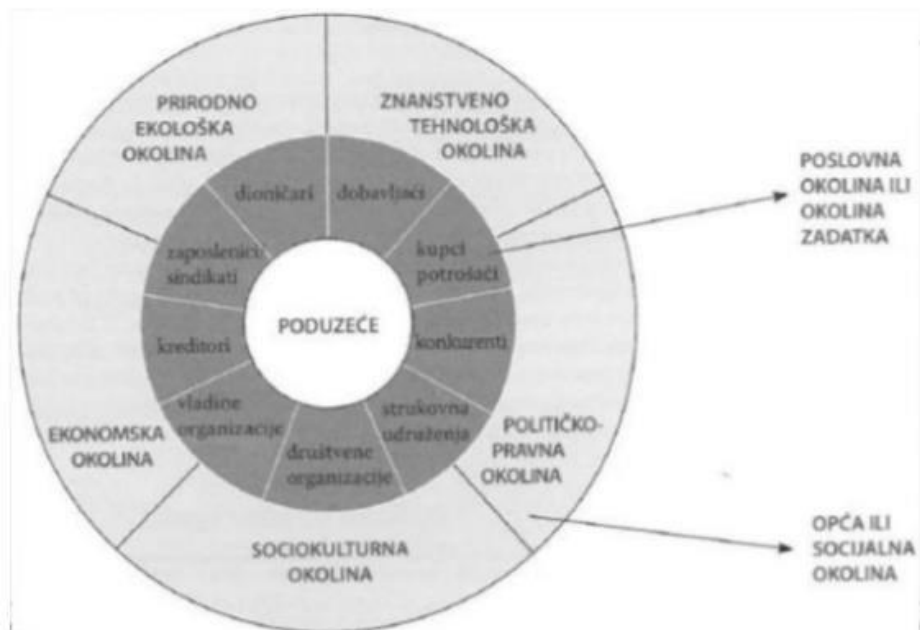 PRIRODNO
EKOLOŠKA
OKOLINA
ZNANSTVENO
TEHNOLOŠKA
OKOLINA
POSLOVNA
OKOLINA ILI
OKOLINA
ZADATKA
dioničari
dobavljači
zaposlenici/
sindikati
kupci
potrošači
PODUZEĆE
kreditori
konkurenti
vladine
organizacije
strukovna
udruženja
društvene
organizacije
EKONOMSKA
OKOLINA
POLITIČKO-
PRAVNA
OKOLINA
SOCIOKULTURNA
OKOLINA
OPĆA ILI
SOCIJALNA
OKOLINA